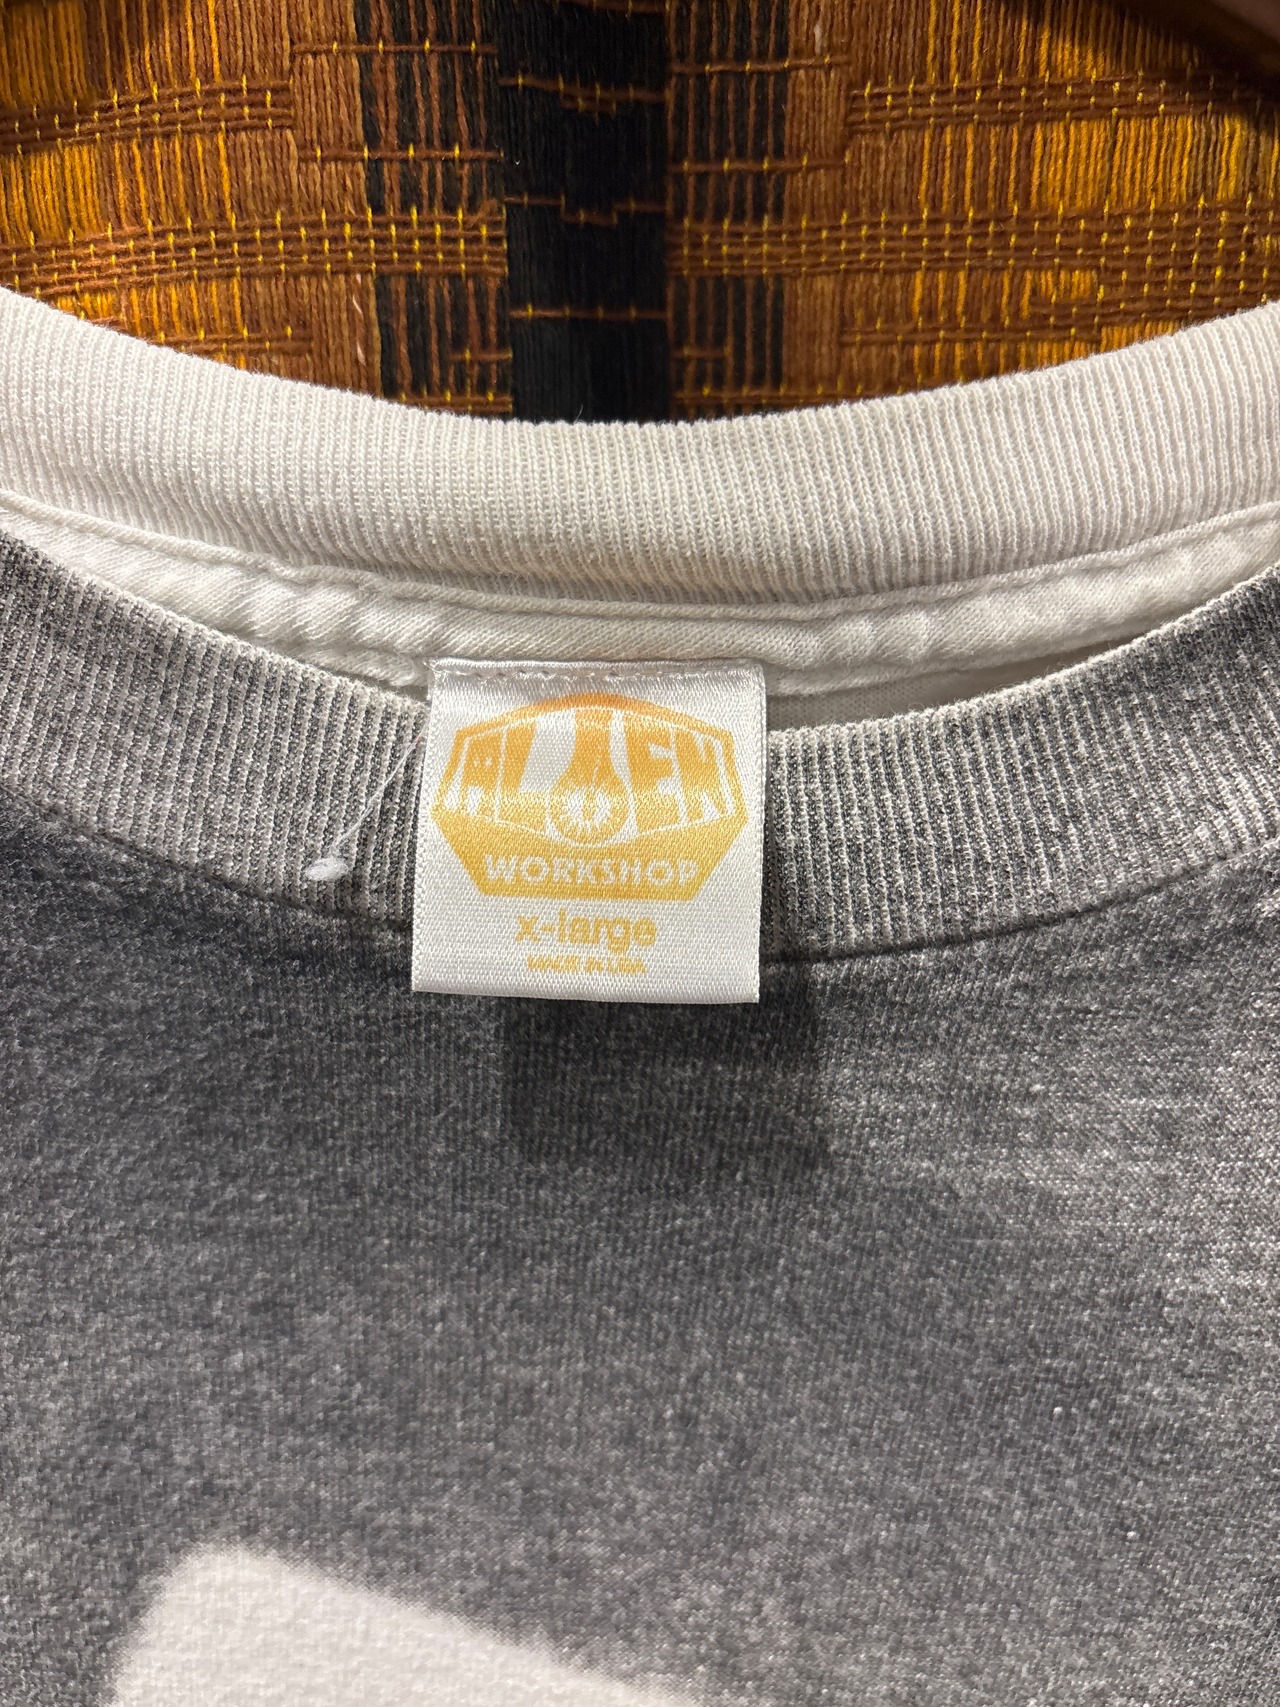 ALIEN
WORKSHOP
x-large
MADE IN USA